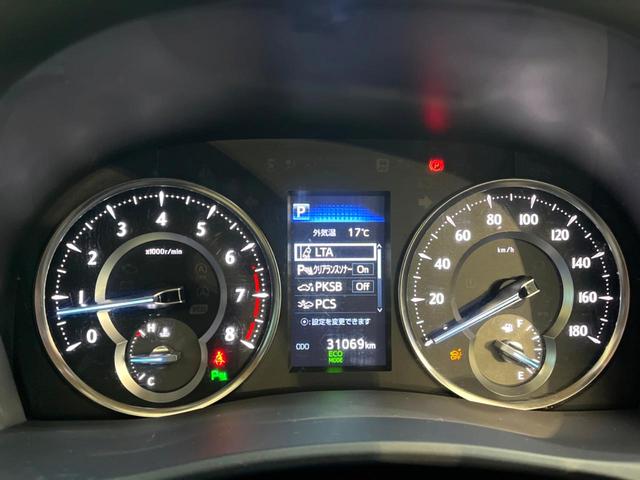 P
外気温 17℃
LTA
クリアランスソナー On
PKSB Off
PCS
:設定を変更できます
ODO 31069km
ECO
MODE
0 1 2 3 4 5 6 7 8
x1000r/min
H
C
P
0 20 40 60 80 100 120 140 160 180
km/h
F
E
OFF